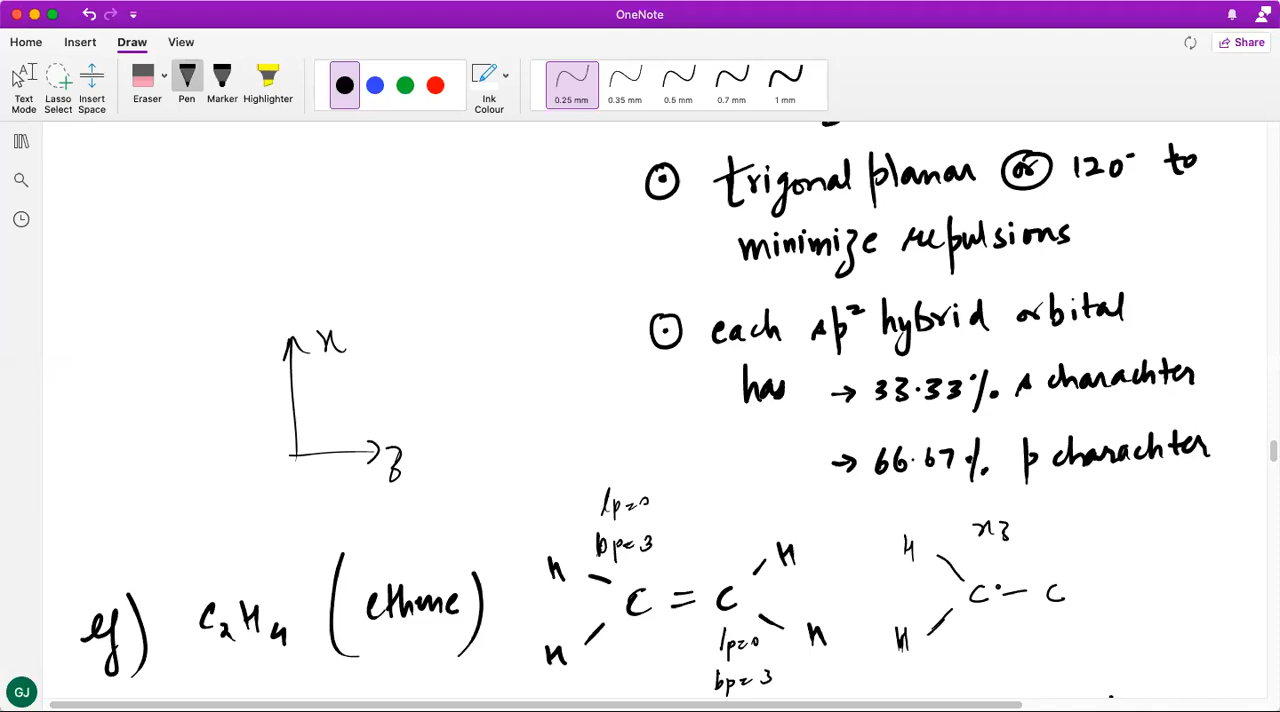 OneNote
Home Insert Draw View
Share
Text Mode
Lasso Select
Insert Space
Eraser
Pen
Marker
Highlighter
Ink Colour
0.25 mm
0.35 mm
0.5 mm
0.7 mm
1 mm
trigonal planar or 120° to
minimize repulsions
each sp² hybrid orbital
has → 33.33% s charachter
→ 66.67% p charachter
x
z
lp=0
bp=3
eg) C₂H₄ (ethene)
H H
C = C
H H
lp=0
bp=3
xz
H
C - C
H
GJ